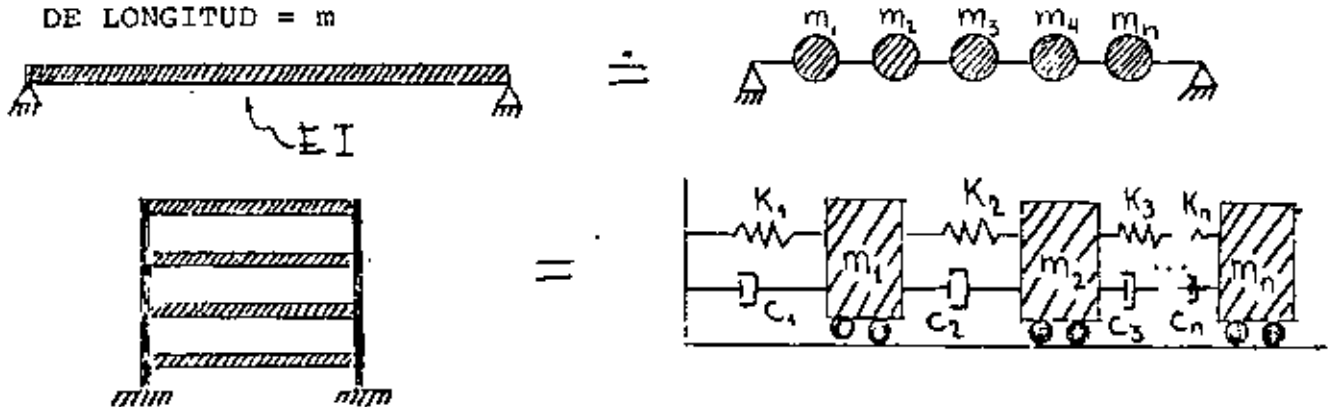 DE LONGITUD = m
m₁ m₂ m₃ m₄ mₙ
EI
K₁ K₂ K₃ Kₙ
m₁ m₂ ... mₙ
C₁ C₂ C₃ Cₙ